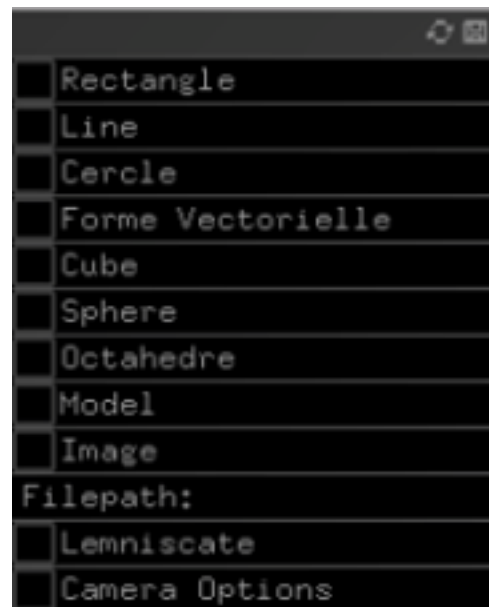 Rectangle
Line
Cercle
Forme Vectorielle
Cube
Sphere
Octahedre
Model
Image
Filepath:
Lemniscate
Camera Options